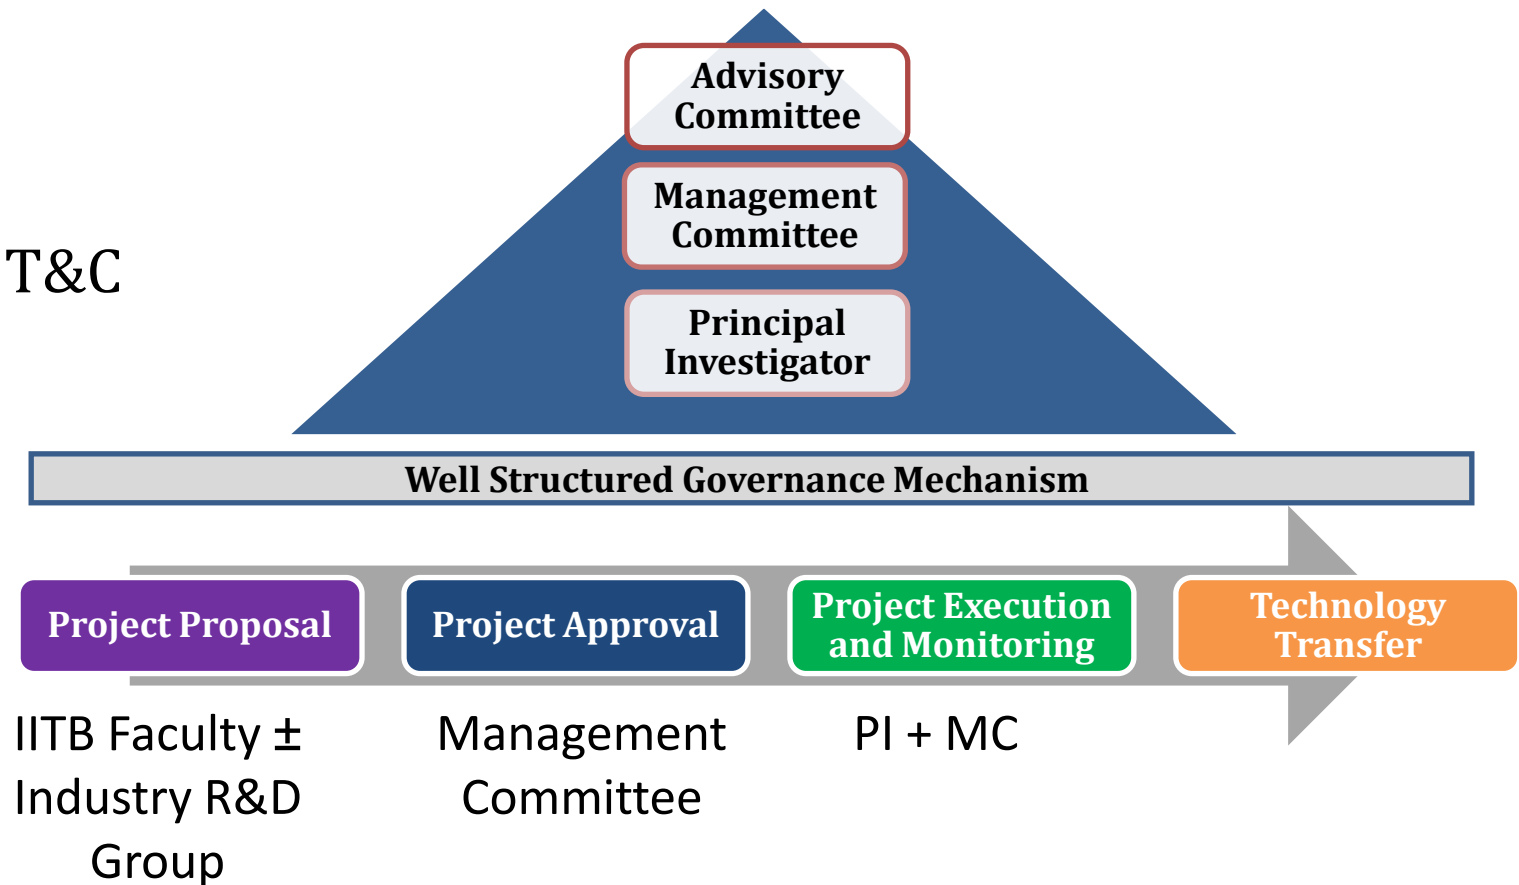 Advisory
Committee
Management
Committee
T&C
Principal
Investigator
Well Structured Governance Mechanism
Project Proposal
Project Approval
Project Execution
and Monitoring
Technology
Transfer
IITB Faculty ±
Industry R&D
Group
Management
Committee
PI + MC